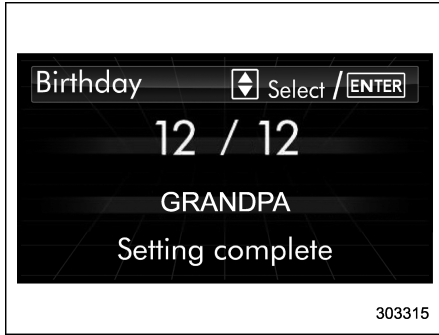 Birthday Select / ENTER
12 / 12
GRANDPA
Setting complete
303315